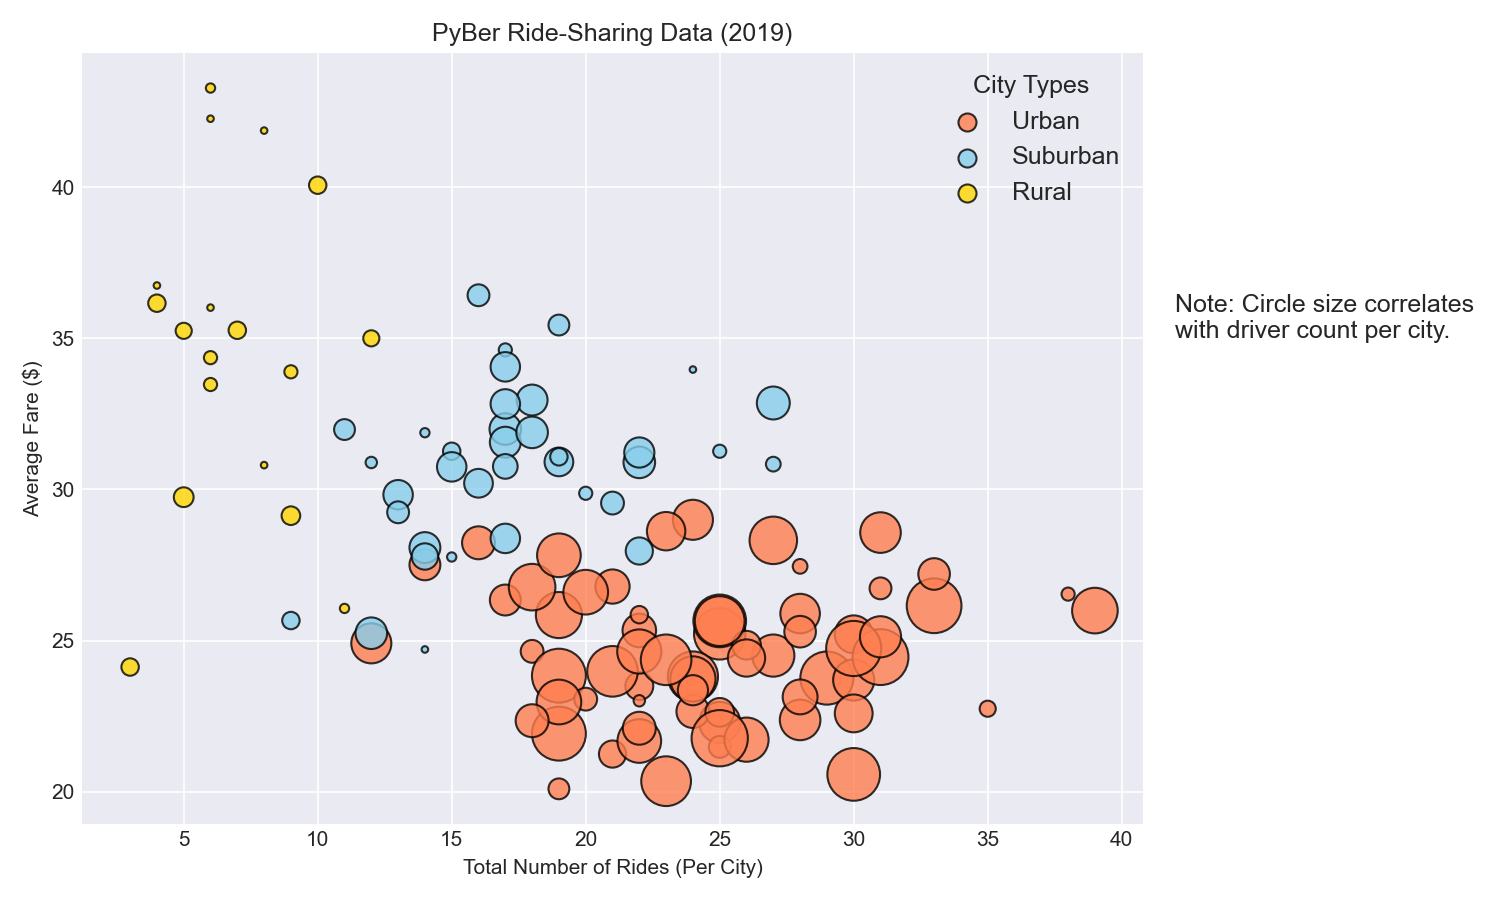 PyBer Ride-Sharing Data (2019)
City Types
Urban
Suburban
Rural
Note: Circle size correlates
with driver count per city.
Average Fare ($)
40
35
30
25
20
5 10 15 20 25 30 35 40
Total Number of Rides (Per City)